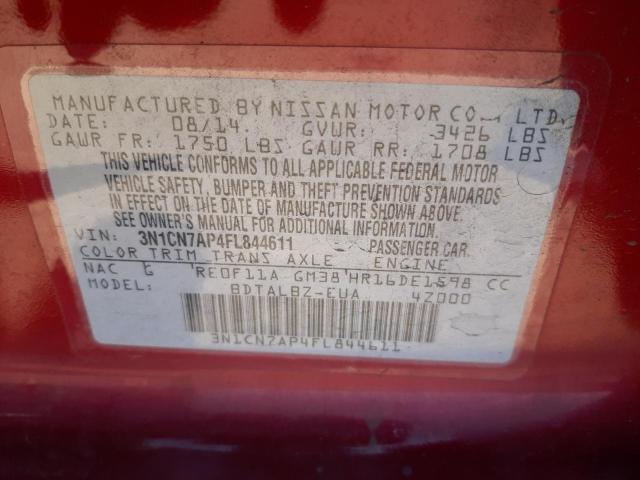 MANUFACTURED BY NISSAN MOTOR CO., LTD.
DATE: 08/14. GVWR: 3426 LBS
GAWR FR: 1750 LBS GAWR RR: 1708 LBS
THIS VEHICLE CONFORMS TO ALL APPLICABLE FEDERAL MOTOR
VEHICLE SAFETY, BUMPER AND THEFT PREVENTION STANDARDS
IN EFFECT ON THE DATE OF MANUFACTURE SHOWN ABOVE.
SEE OWNER'S MANUAL FOR ADDITIONAL INFORMATION.
VIN: 3N1CN7AP4FL844611 PASSENGER CAR.
COLOR TRIM TRANS AXLE ENGINE
NAC G RE0F11A GM38 HR16DE1598 CC
MODEL: BDTALBZ-EUA 4Z000
3N1CN7AP4FL844611